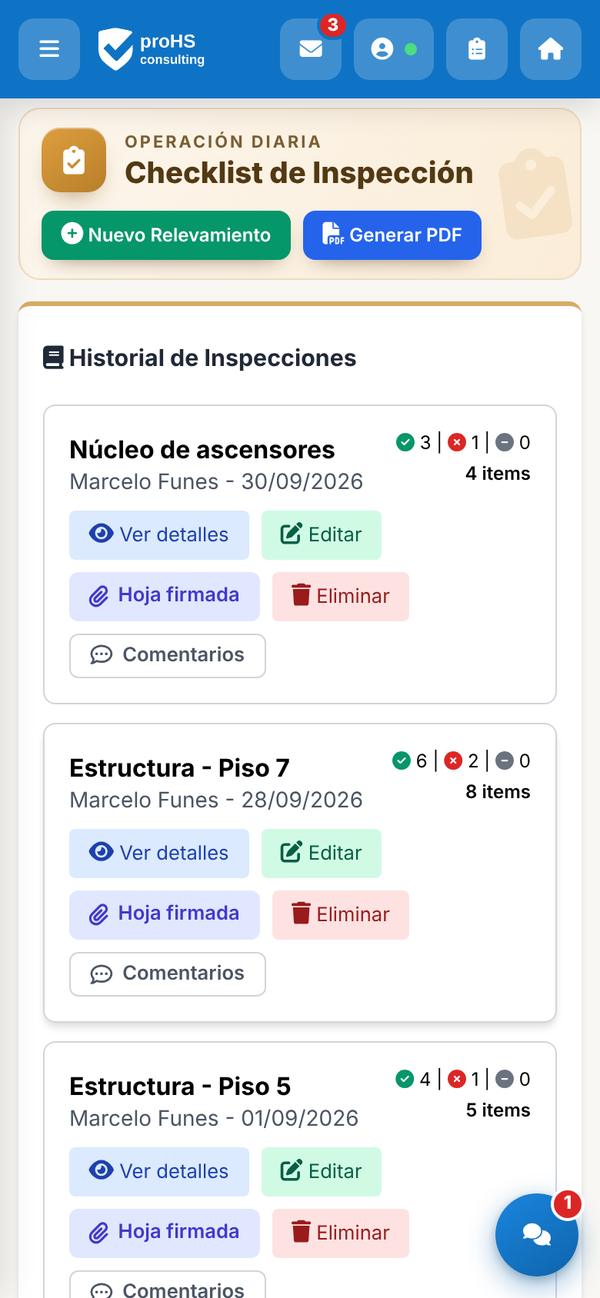 3
proHS
consulting
OPERACIÓN DIARIA
Checklist de Inspección
Nuevo Relevamiento
PDF Generar PDF
Historial de Inspecciones
Núcleo de ascensores
3 | 1 | 0
Marcelo Funes - 30/09/2026
4 items
Ver detalles
Editar
Hoja firmada
Eliminar
Comentarios
Estructura - Piso 7
6 | 2 | 0
Marcelo Funes - 28/09/2026
8 items
Ver detalles
Editar
Hoja firmada
Eliminar
Comentarios
Estructura - Piso 5
4 | 1 | 0
Marcelo Funes - 01/09/2026
5 items
Ver detalles
Editar
Hoja firmada
Eliminar
1
Comentarios